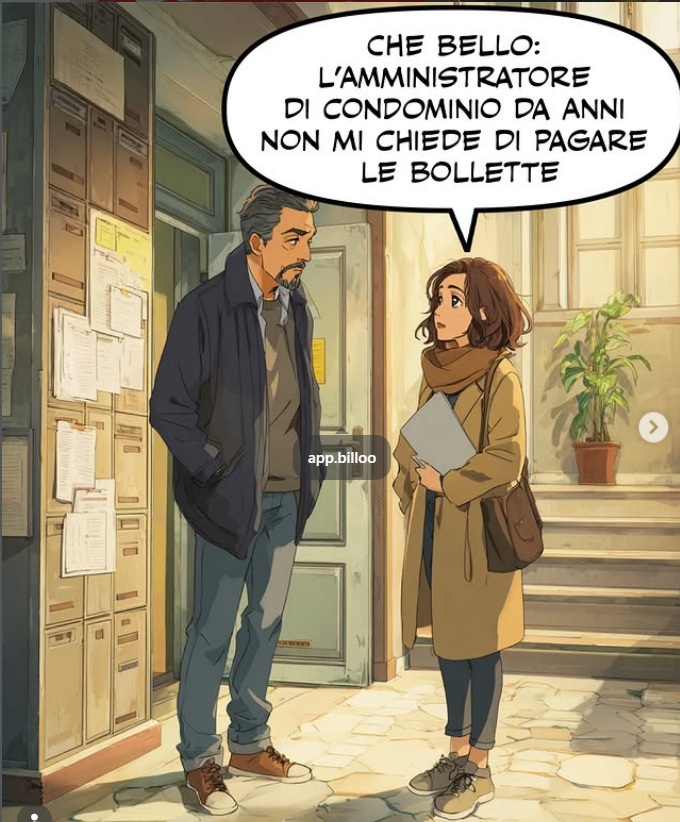 CHE BELLO:
L'AMMINISTRATORE
DI CONDOMINIO DA ANNI
NON MI CHIEDE DI PAGARE
LE BOLLETTE
app.billoo